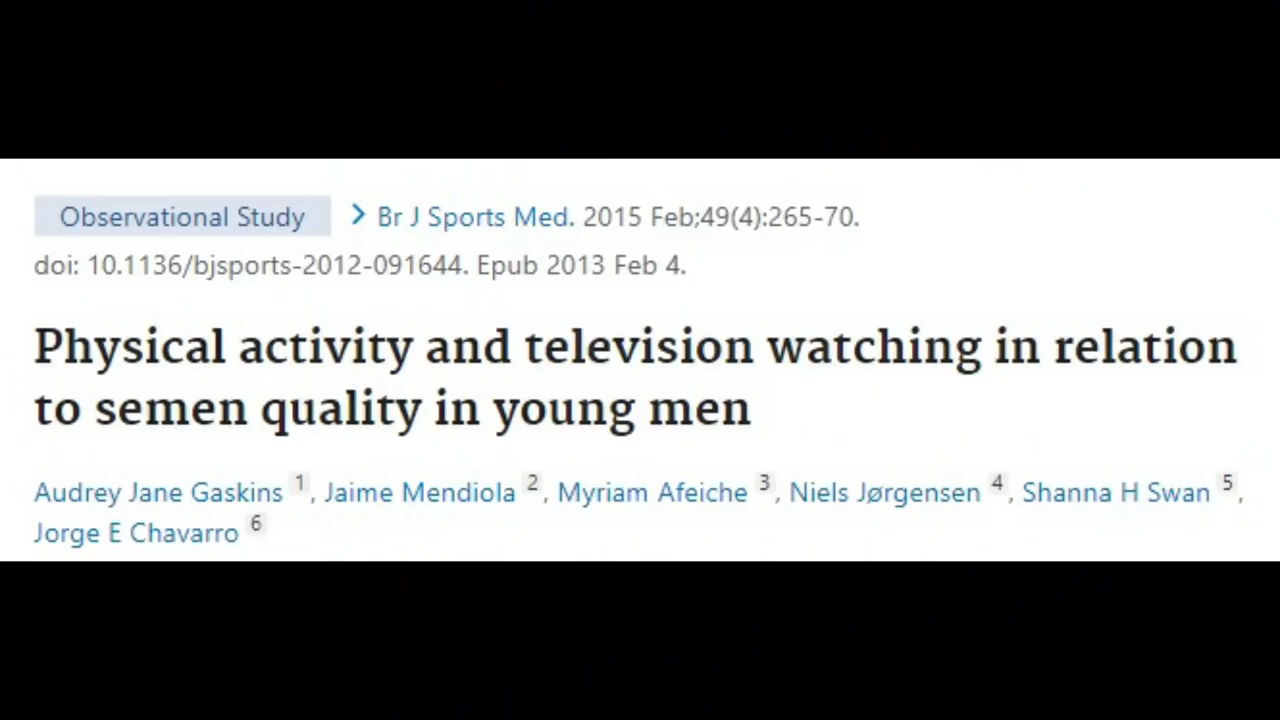 Observational Study > Br J Sports Med. 2015 Feb;49(4):265-70.
doi: 10.1136/bjsports-2012-091644. Epub 2013 Feb 4.
Physical activity and television watching in relation
to semen quality in young men
Audrey Jane Gaskins 1, Jaime Mendiola 2, Myriam Afeiche 3, Niels Jørgensen 4, Shanna H Swan 5,
Jorge E Chavarro 6